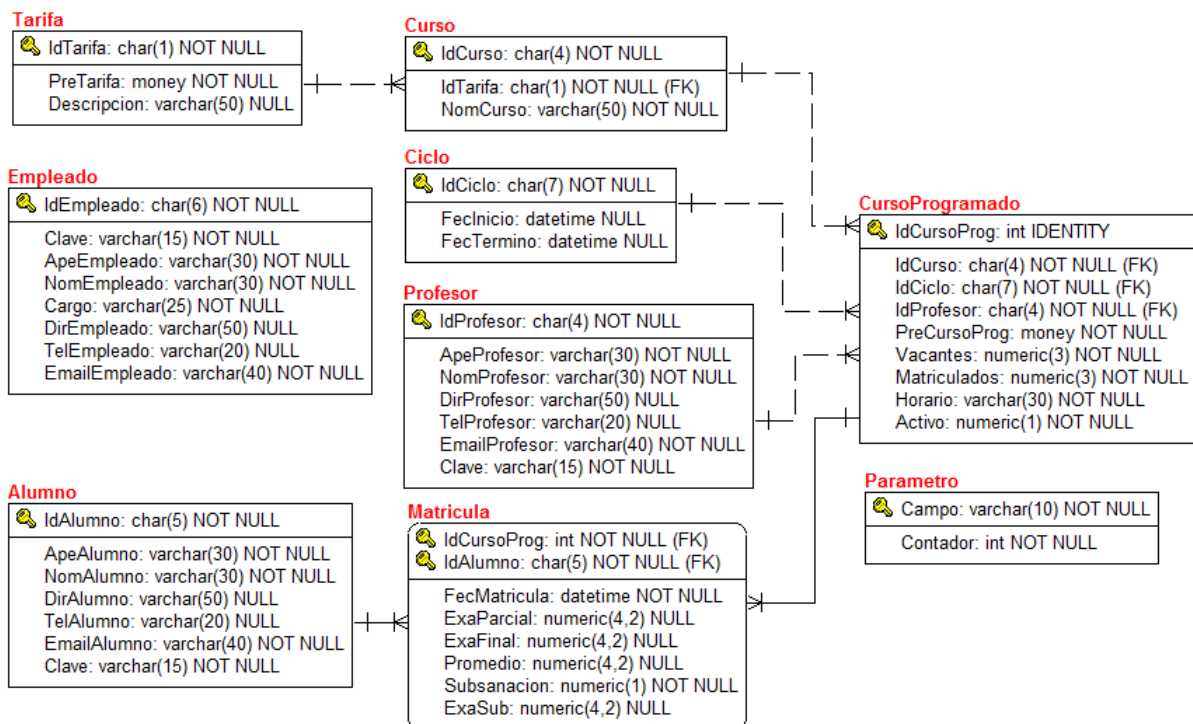 Tarifa
IdTarifa: char(1) NOT NULL
PreTarifa: money NOT NULL
Descripcion: varchar(50) NULL
Curso
IdCurso: char(4) NOT NULL
IdTarifa: char(1) NOT NULL (FK)
NomCurso: varchar(50) NOT NULL
Empleado
IdEmpleado: char(6) NOT NULL
Clave: varchar(15) NOT NULL
ApeEmpleado: varchar(30) NOT NULL
NomEmpleado: varchar(30) NOT NULL
Cargo: varchar(25) NOT NULL
DirEmpleado: varchar(50) NULL
TelEmpleado: varchar(20) NULL
EmailEmpleado: varchar(40) NOT NULL
Ciclo
IdCiclo: char(7) NOT NULL
FecInicio: datetime NULL
FecTermino: datetime NULL
CursoProgramado
IdCursoProg: int IDENTITY
IdCurso: char(4) NOT NULL (FK)
IdCiclo: char(7) NOT NULL (FK)
IdProfesor: char(4) NOT NULL (FK)
PreCursoProg: money NOT NULL
Vacantes: numeric(3) NOT NULL
Matriculados: numeric(3) NOT NULL
Horario: varchar(30) NOT NULL
Activo: numeric(1) NOT NULL
Profesor
IdProfesor: char(4) NOT NULL
ApeProfesor: varchar(30) NOT NULL
NomProfesor: varchar(30) NOT NULL
DirProfesor: varchar(50) NULL
TelProfesor: varchar(20) NULL
EmailProfesor: varchar(40) NOT NULL
Clave: varchar(15) NOT NULL
Alumno
IdAlumno: char(5) NOT NULL
ApeAlumno: varchar(30) NOT NULL
NomAlumno: varchar(30) NOT NULL
DirAlumno: varchar(50) NULL
TelAlumno: varchar(20) NULL
EmailAlumno: varchar(40) NOT NULL
Clave: varchar(15) NOT NULL
Matricula
IdCursoProg: int NOT NULL (FK)
IdAlumno: char(5) NOT NULL (FK)
FecMatricula: datetime NOT NULL
ExaParcial: numeric(4,2) NULL
ExaFinal: numeric(4,2) NULL
Promedio: numeric(4,2) NULL
Subsanacion: numeric(1) NOT NULL
ExaSub: numeric(4,2) NULL
Parametro
Campo: varchar(10) NOT NULL
Contador: int NOT NULL